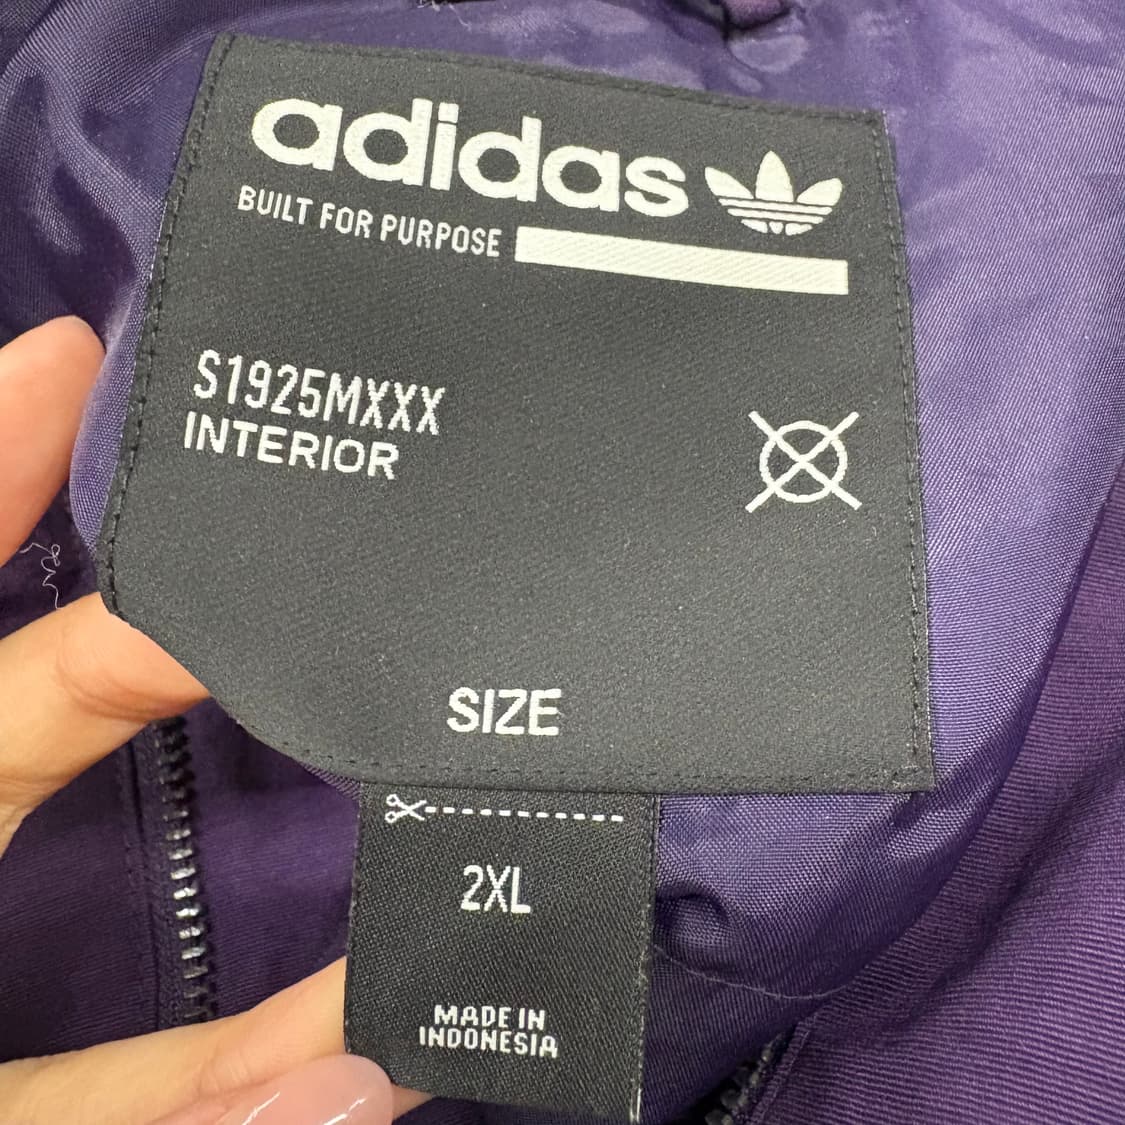 adidas
BUILT FOR PURPOSE
S1925MXXX
INTERIOR
SIZE
2XL
MADE IN
INDONESIA